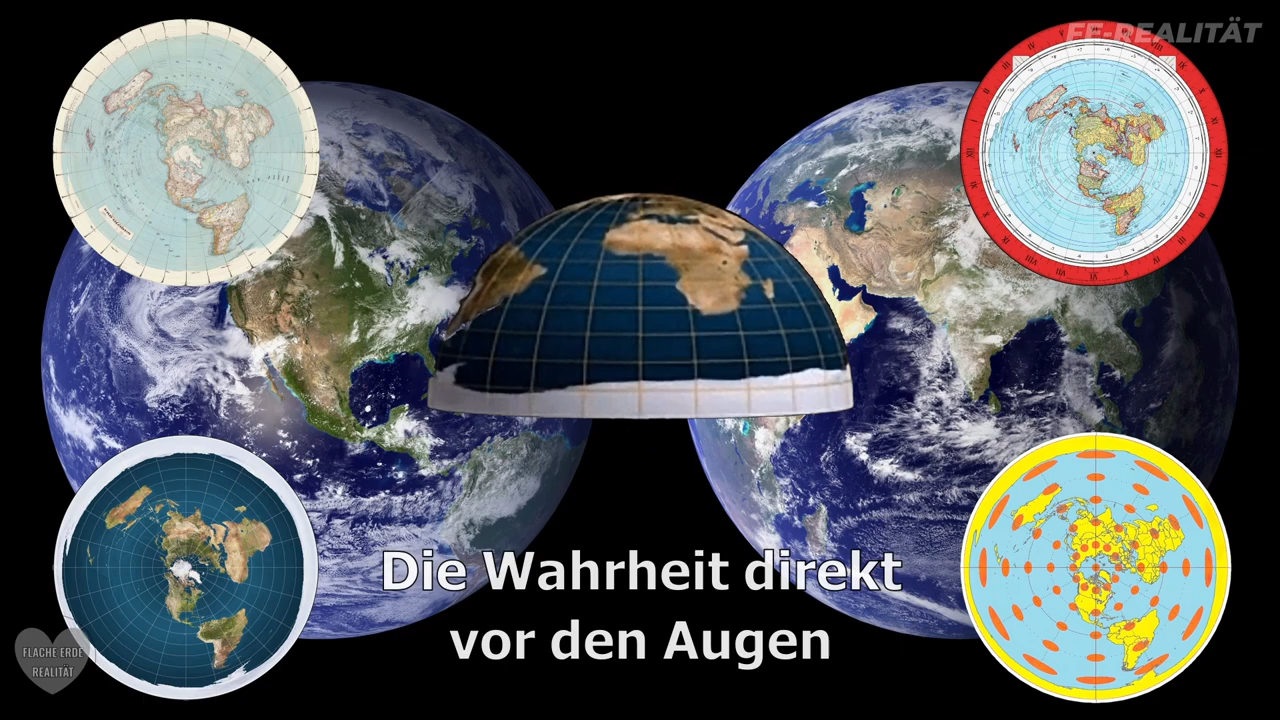 FE-REALITÄT
Die Wahrheit direkt
vor den Augen
FLACHE ERDE
REALITÄT